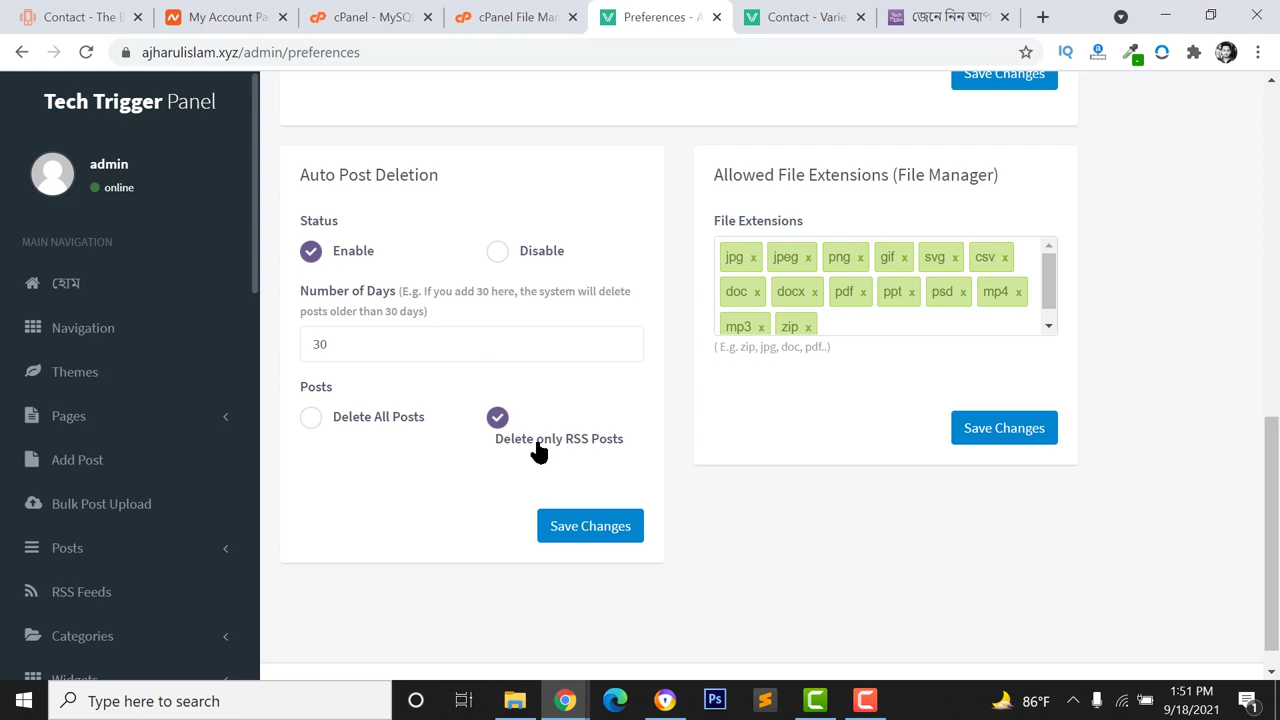 Contact - The B
My Account Pa
cPanel - MySQL
cPanel File Man
Preferences - A
Contact - Varie
জেনে নিন আপ
ajharulislam.xyz/admin/preferences
Tech Trigger Panel
admin
online
MAIN NAVIGATION
হোম
Navigation
Themes
Pages
Add Post
Bulk Post Upload
Posts
RSS Feeds
Categories
Widgets
Save Changes
Auto Post Deletion
Status
Enable
Disable
Number of Days (E.g. If you add 30 here, the system will delete
posts older than 30 days)
30
Posts
Delete All Posts
Delete only RSS Posts
Save Changes
Allowed File Extensions (File Manager)
File Extensions
jpg x jpeg x png x gif x svg x csv x
doc x docx x pdf x ppt x psd x mp4 x
mp3 x zip x
( E.g. zip, jpg, doc, pdf..)
Save Changes
Type here to search
86°F
1:51 PM
9/18/2021
1